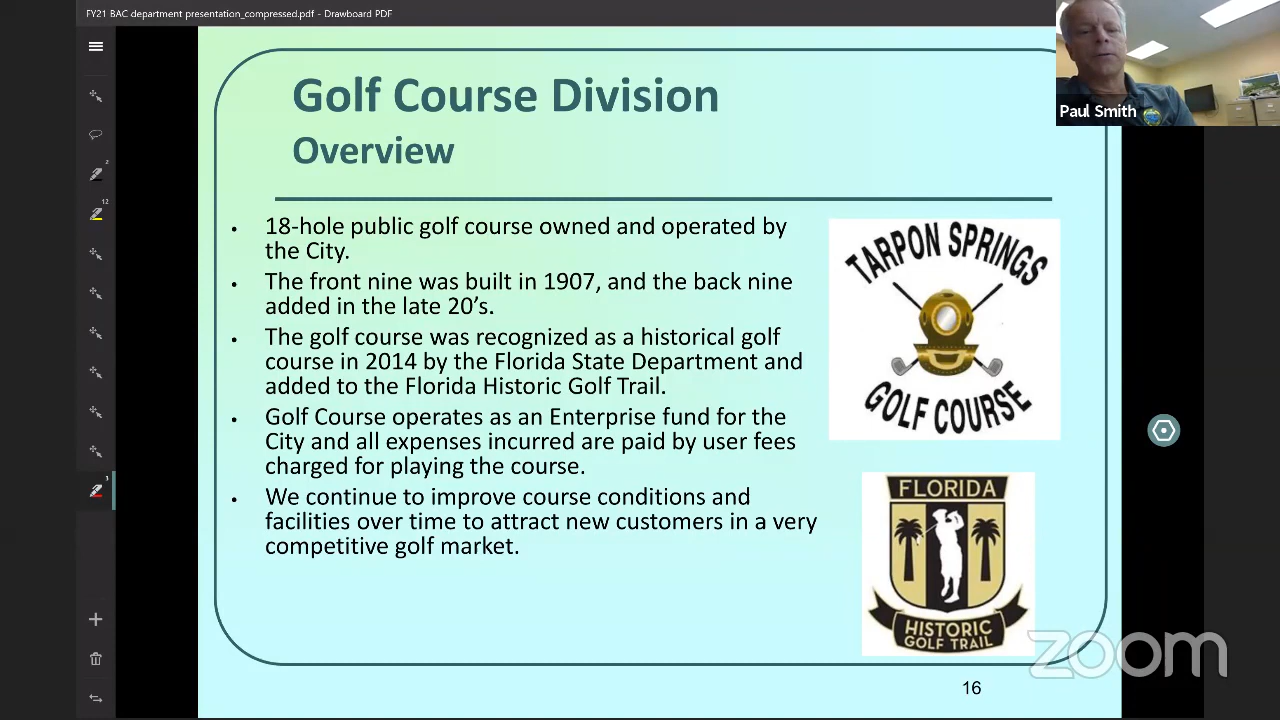 FY21 BAC department presentation_compressed.pdf - Drawboard PDF
Golf Course Division
Overview
Paul Smith
18-hole public golf course owned and operated by
the City.
The front nine was built in 1907, and the back nine
added in the late 20's.
The golf course was recognized as a historical golf
course in 2014 by the Florida State Department and
added to the Florida Historic Golf Trail.
Golf Course operates as an Enterprise fund for the
City and all expenses incurred are paid by user fees
charged for playing the course.
We continue to improve course conditions and
facilities over time to attract new customers in a very
competitive golf market.
TARPON SPRINGS
GOLF COURSE
FLORIDA
HISTORIC
GOLF TRAIL
zoom
16
2
12
3